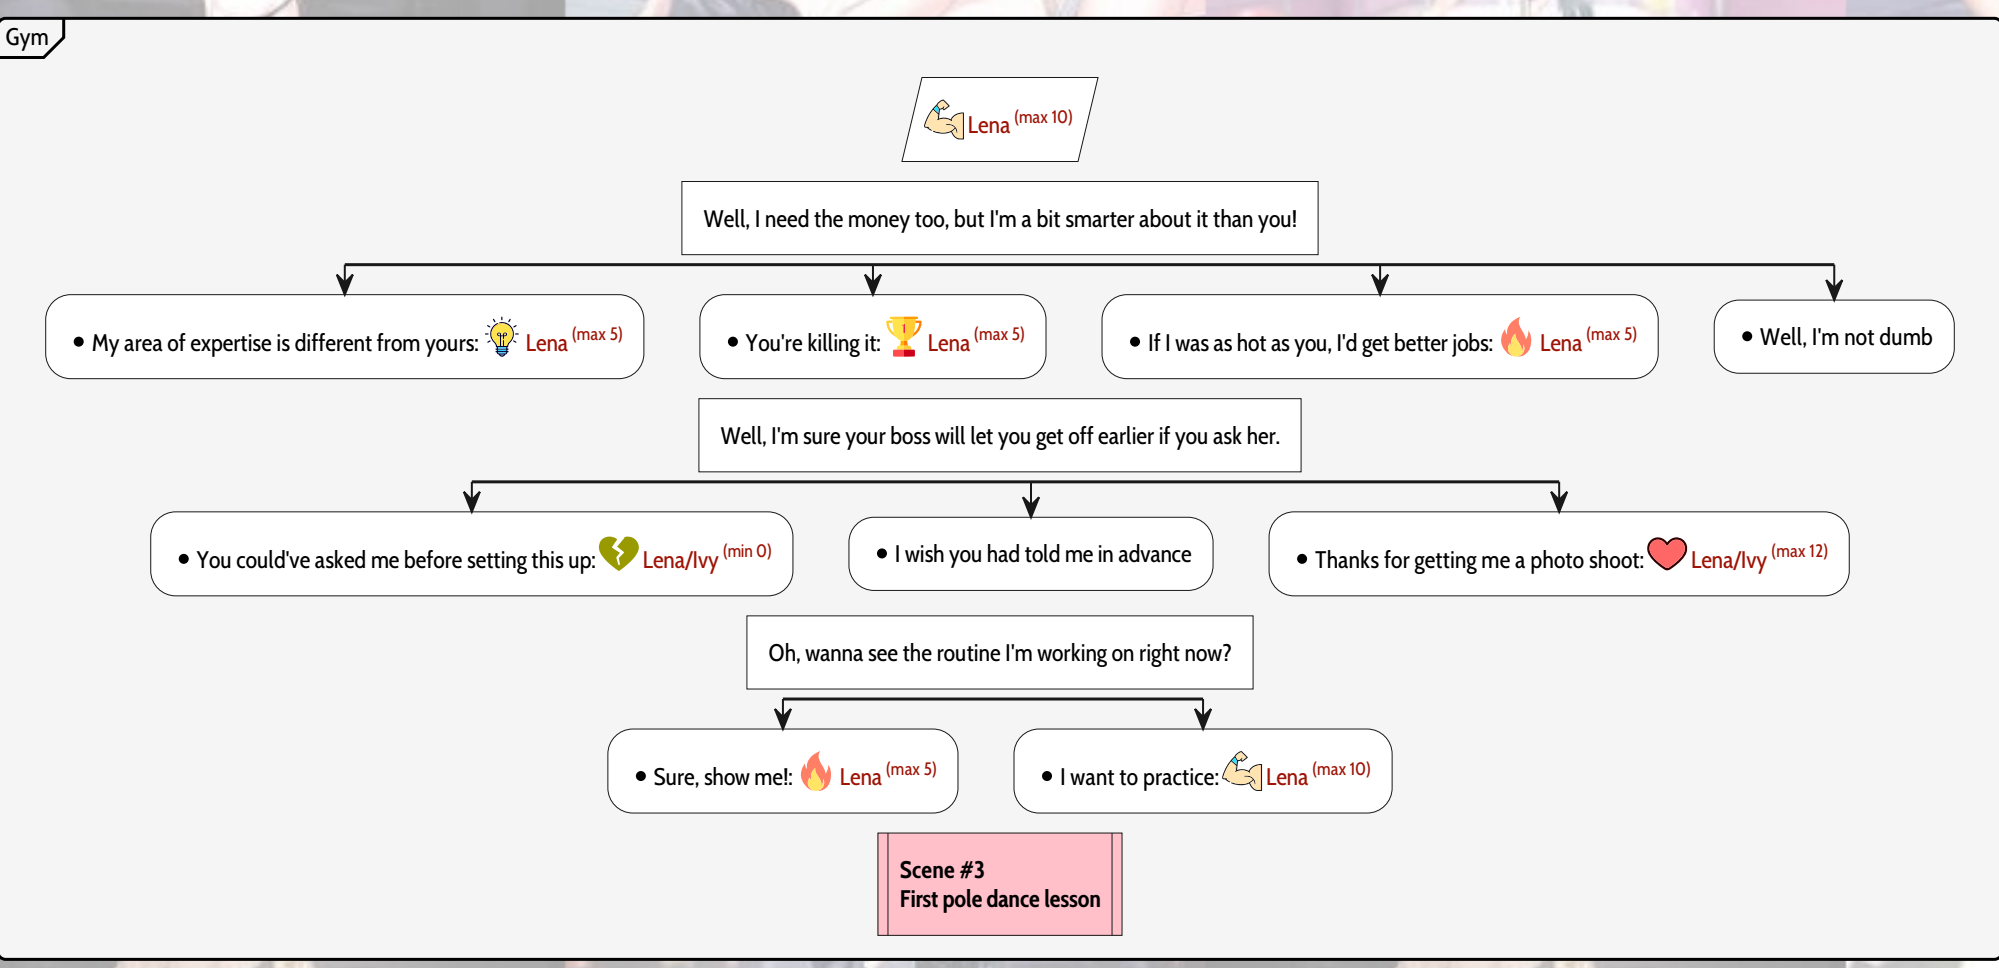 Gym
Lena (max 10)
Well, I need the money too, but I'm a bit smarter about it than you!
• My area of expertise is different from yours: Lena (max 5)
• You're killing it: 1 Lena (max 5)
• If I was as hot as you, I'd get better jobs: Lena (max 5)
• Well, I'm not dumb
Well, I'm sure your boss will let you get off earlier if you ask her.
• You could've asked me before setting this up: Lena/Ivy (min 0)
• I wish you had told me in advance
• Thanks for getting me a photo shoot: Lena/Ivy (max 12)
Oh, wanna see the routine I'm working on right now?
• Sure, show me!: Lena (max 5)
• I want to practice: Lena (max 10)
Scene #3
First pole dance lesson